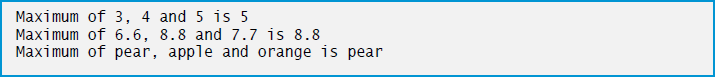 Maximum of 3, 4 and 5 is 5
Maximum of 6.6, 8.8 and 7.7 is 8.8
Maximum of pear, apple and orange is pear